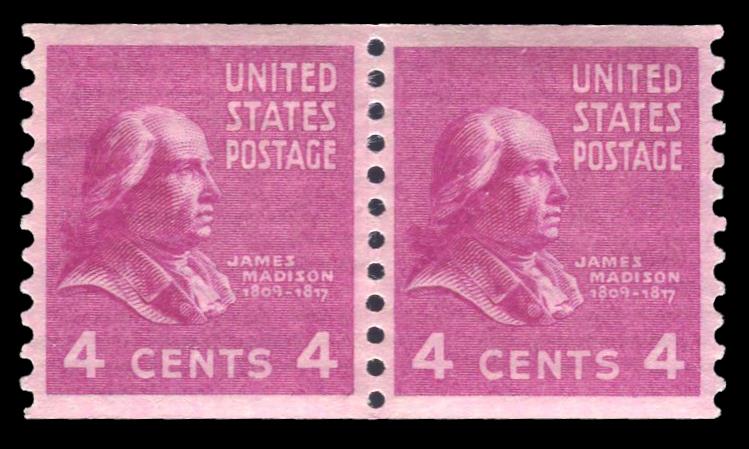 UNITED
STATES
POSTAGE
JAMES
MADISON
1809-1817
4 CENTS 4
UNITED
STATES
POSTAGE
JAMES
MADISON
1809-1817
4 CENTS 4